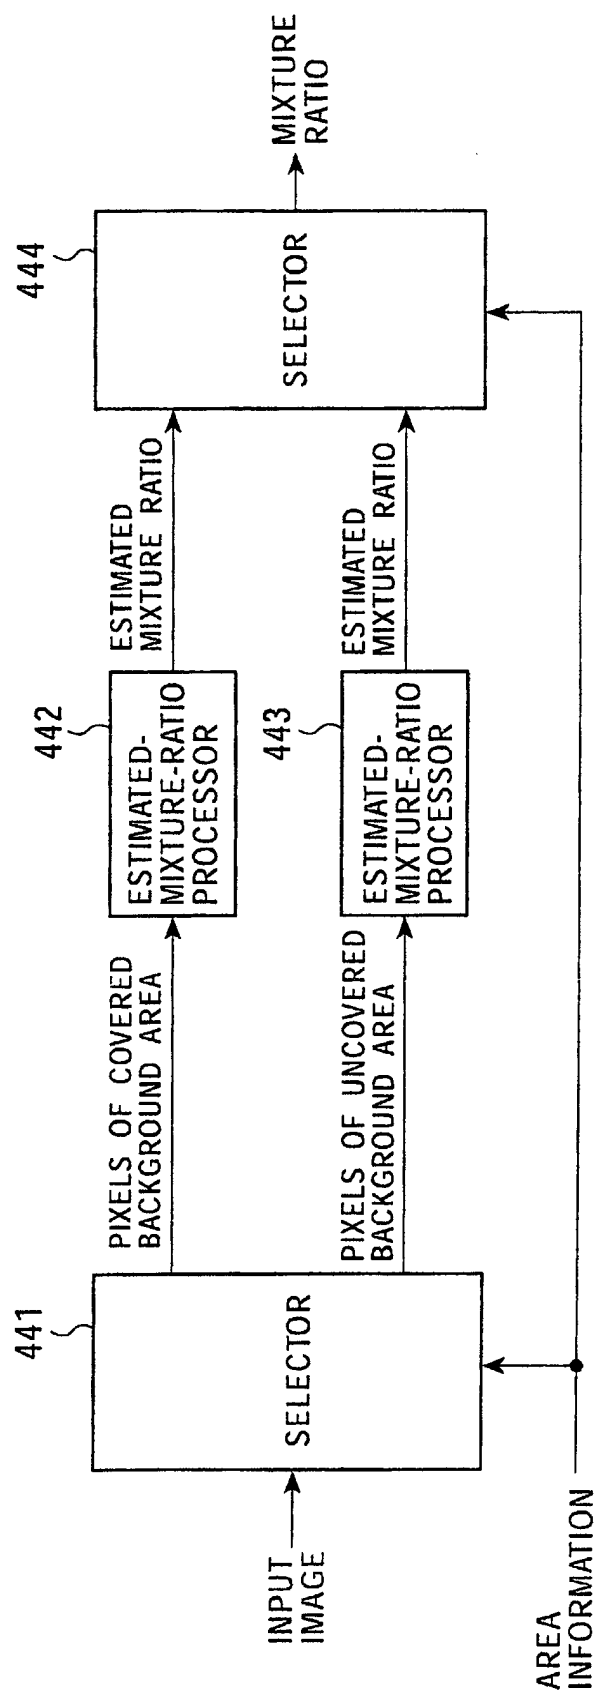 INPUT
IMAGE
AREA
INFORMATION
441
SELECTOR
PIXELS OF COVERED
BACKGROUND AREA
PIXELS OF UNCOVERED
BACKGROUND AREA
442
ESTIMATED-
MIXTURE-RATIO
PROCESSOR
443
ESTIMATED-
MIXTURE-RATIO
PROCESSOR
ESTIMATED
MIXTURE RATIO
ESTIMATED
MIXTURE RATIO
444
SELECTOR
MIXTURE
RATIO